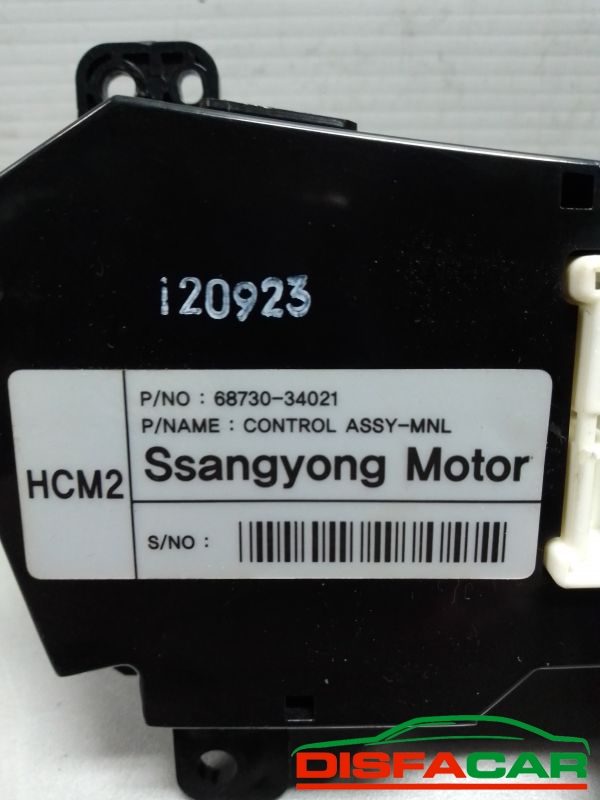 i20923
P/NO : 68730-34021
P/NAME : CONTROL ASSY-MNL
HCM2
Ssangyong Motor
S/NO :
DISFACAR